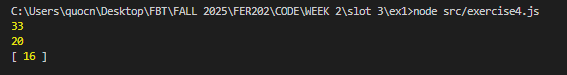 C:\Users\quocn\Desktop\FBT\FALL 2025\FER202\CODE\WEEK 2\slot 3\ex1>node src/exercise4.js
33
20
[ 16 ]